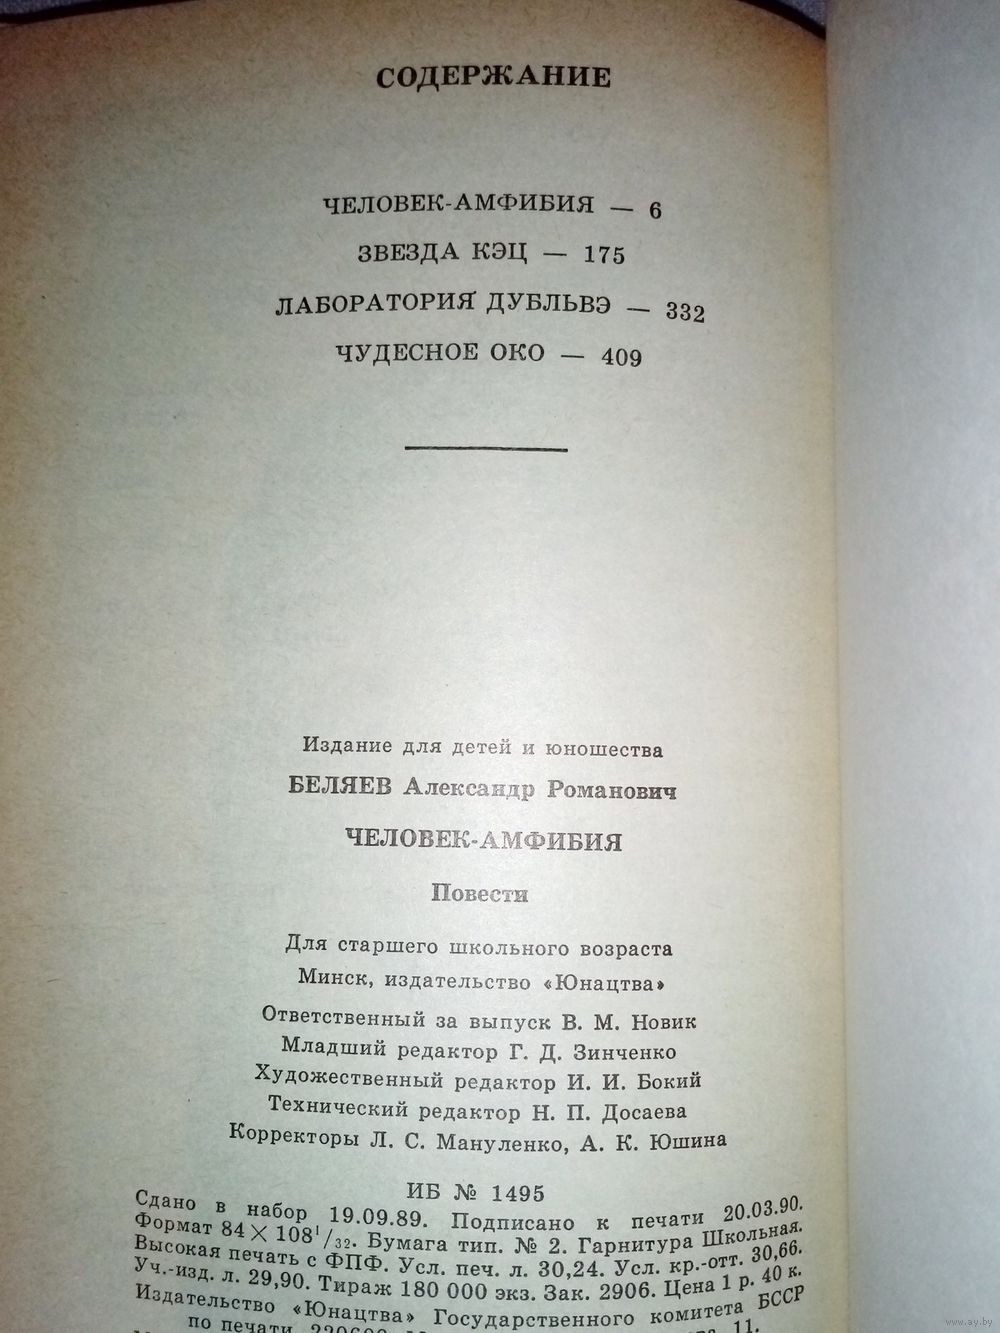 СОДЕРЖАНИЕ
ЧЕЛОВЕК-АМФИБИЯ — 6
ЗВЕЗДА КЭЦ — 175
ЛАБОРАТОРИЯ ДУБЛЬВЭ — 332
ЧУДЕСНОЕ ОКО — 409
Издание для детей и юношества
БЕЛЯЕВ Александр Романович
ЧЕЛОВЕК-АМФИБИЯ
Повести
Для старшего школьного возраста
Минск, издательство «Юнацтва»
Ответственный за выпуск В. М. Новик
Младший редактор Г. Д. Зинченко
Художественный редактор И. И. Бокий
Технический редактор Н. П. Досаева
Корректоры Л. С. Мануленко, А. К. Юшина
ИБ № 1495
Сдано в набор 19.09.89. Подписано к печати 20.03.90.
Формат 84 × 108¹/₃₂. Бумага тип. № 2. Гарнитура Школьная.
Высокая печать с ФПФ. Усл. печ. л. 30,24. Усл. кр.-отт. 30,66.
Уч.-изд. л. 29,90. Тираж 180 000 экз. Зак. 2906. Цена 1 р. 40 к.
Издательство «Юнацтва» Государственного комитета БССР
по печати. 11.
www.ay.by